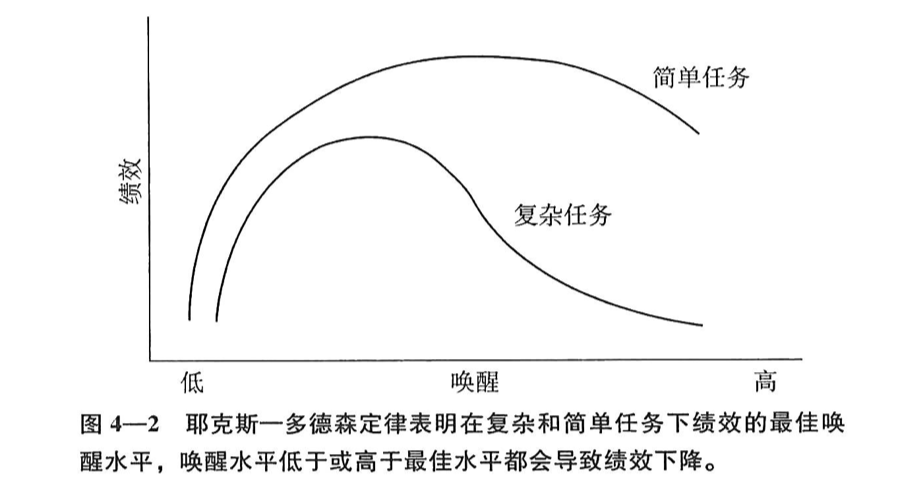 简单任务
绩效
复杂任务
低 唤醒 高
图 4—2 耶克斯—多德森定律表明在复杂和简单任务下绩效的最佳唤
醒水平，唤醒水平低于或高于最佳水平都会导致绩效下降。